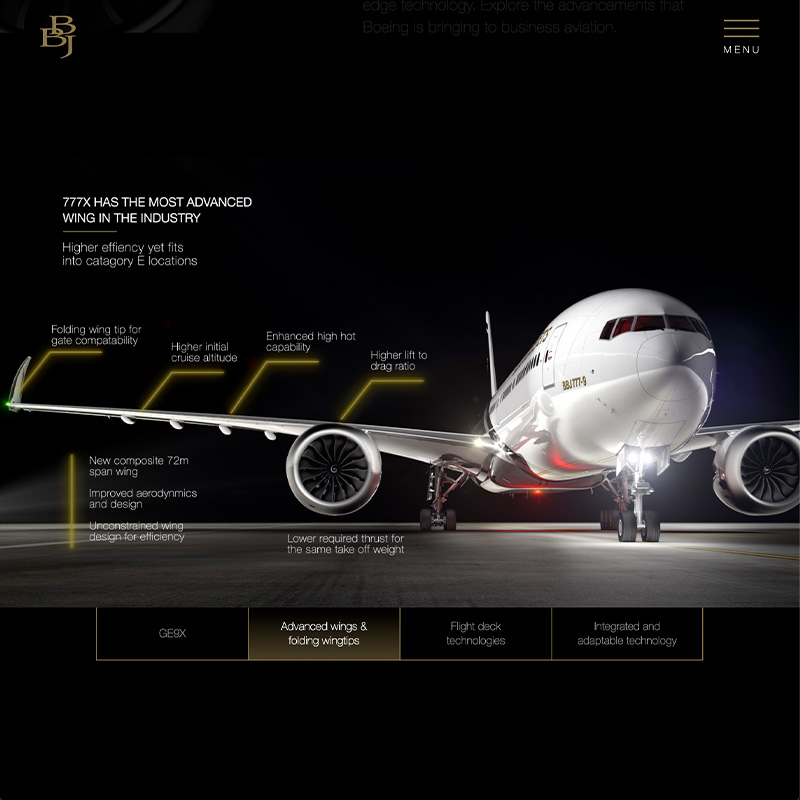 edge technology. Explore the advancements that
Boeing is bringing to business aviation.
BBJ
MENU
777X HAS THE MOST ADVANCED
WING IN THE INDUSTRY
Higher effiency yet fits
into catagory E locations
Folding wing tip for
gate compatability
Higher initial
cruise altitude
Enhanced high hot
capability
Higher lift to
drag ratio
BBJ 777-9
New composite 72m
span wing
Improved aerodynmics
and design
Unconstrained wing
design for efficiency
Lower required thrust for
the same take off weight
GE9X
Advanced wings &
folding wingtips
Flight deck
technologies
Integrated and
adaptable technology